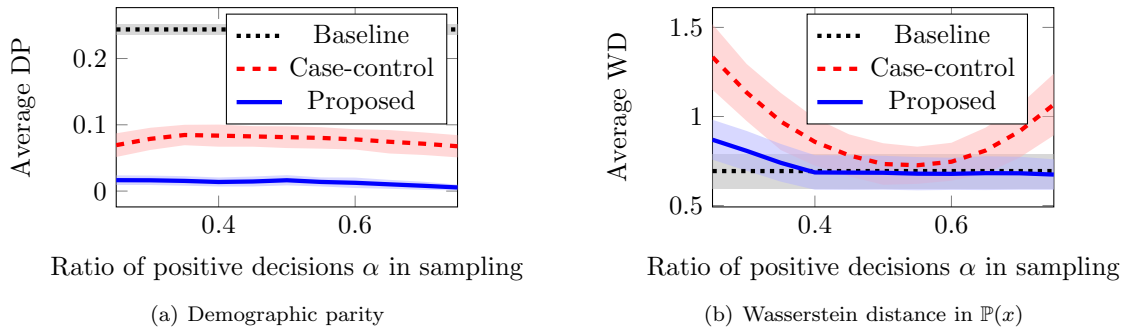 0.2
0.1
0
Average DP
Baseline
Case-control
Proposed
0.4
0.6
Ratio of positive decisions α in sampling
(a) Demographic parity
1.5
1
0.5
Average WD
Baseline
Case-control
Proposed
0.4
0.6
Ratio of positive decisions α in sampling
(b) Wasserstein distance in ℙ(x)